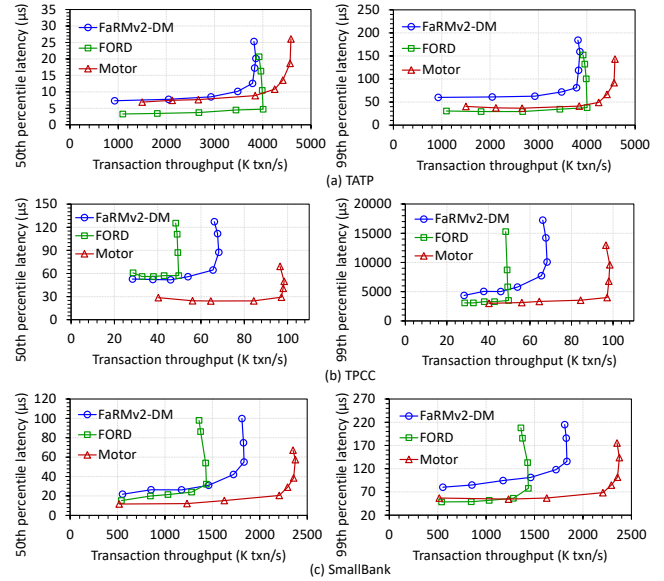 50th percentile latency (μs)
35
30
25
20
15
10
5
0
FaRMv2-DM
FORD
Motor
0 1000 2000 3000 4000 5000
Transaction throughput (K txn/s)
99th percentile latency (μs)
250
200
150
100
50
0
FaRMv2-DM
FORD
Motor
0 1000 2000 3000 4000 5000
Transaction throughput (K txn/s)
(a) TATP
50th percentile latency (μs)
150
120
90
60
30
0
FaRMv2-DM
FORD
Motor
0 20 40 60 80 100
Transaction throughput (K txn/s)
99th percentile latency (μs)
20000
15000
10000
5000
0
FaRMv2-DM
FORD
Motor
0 20 40 60 80 100
Transaction throughput (K txn/s)
(b) TPCC
50th percentile latency (μs)
100
80
60
40
20
0
FaRMv2-DM
FORD
Motor
0 500 1000 1500 2000 2500
Transaction throughput (K txn/s)
99th percentile latency (μs)
270
220
170
120
70
20
FaRMv2-DM
FORD
Motor
0 500 1000 1500 2000 2500
Transaction throughput (K txn/s)
(c) SmallBank